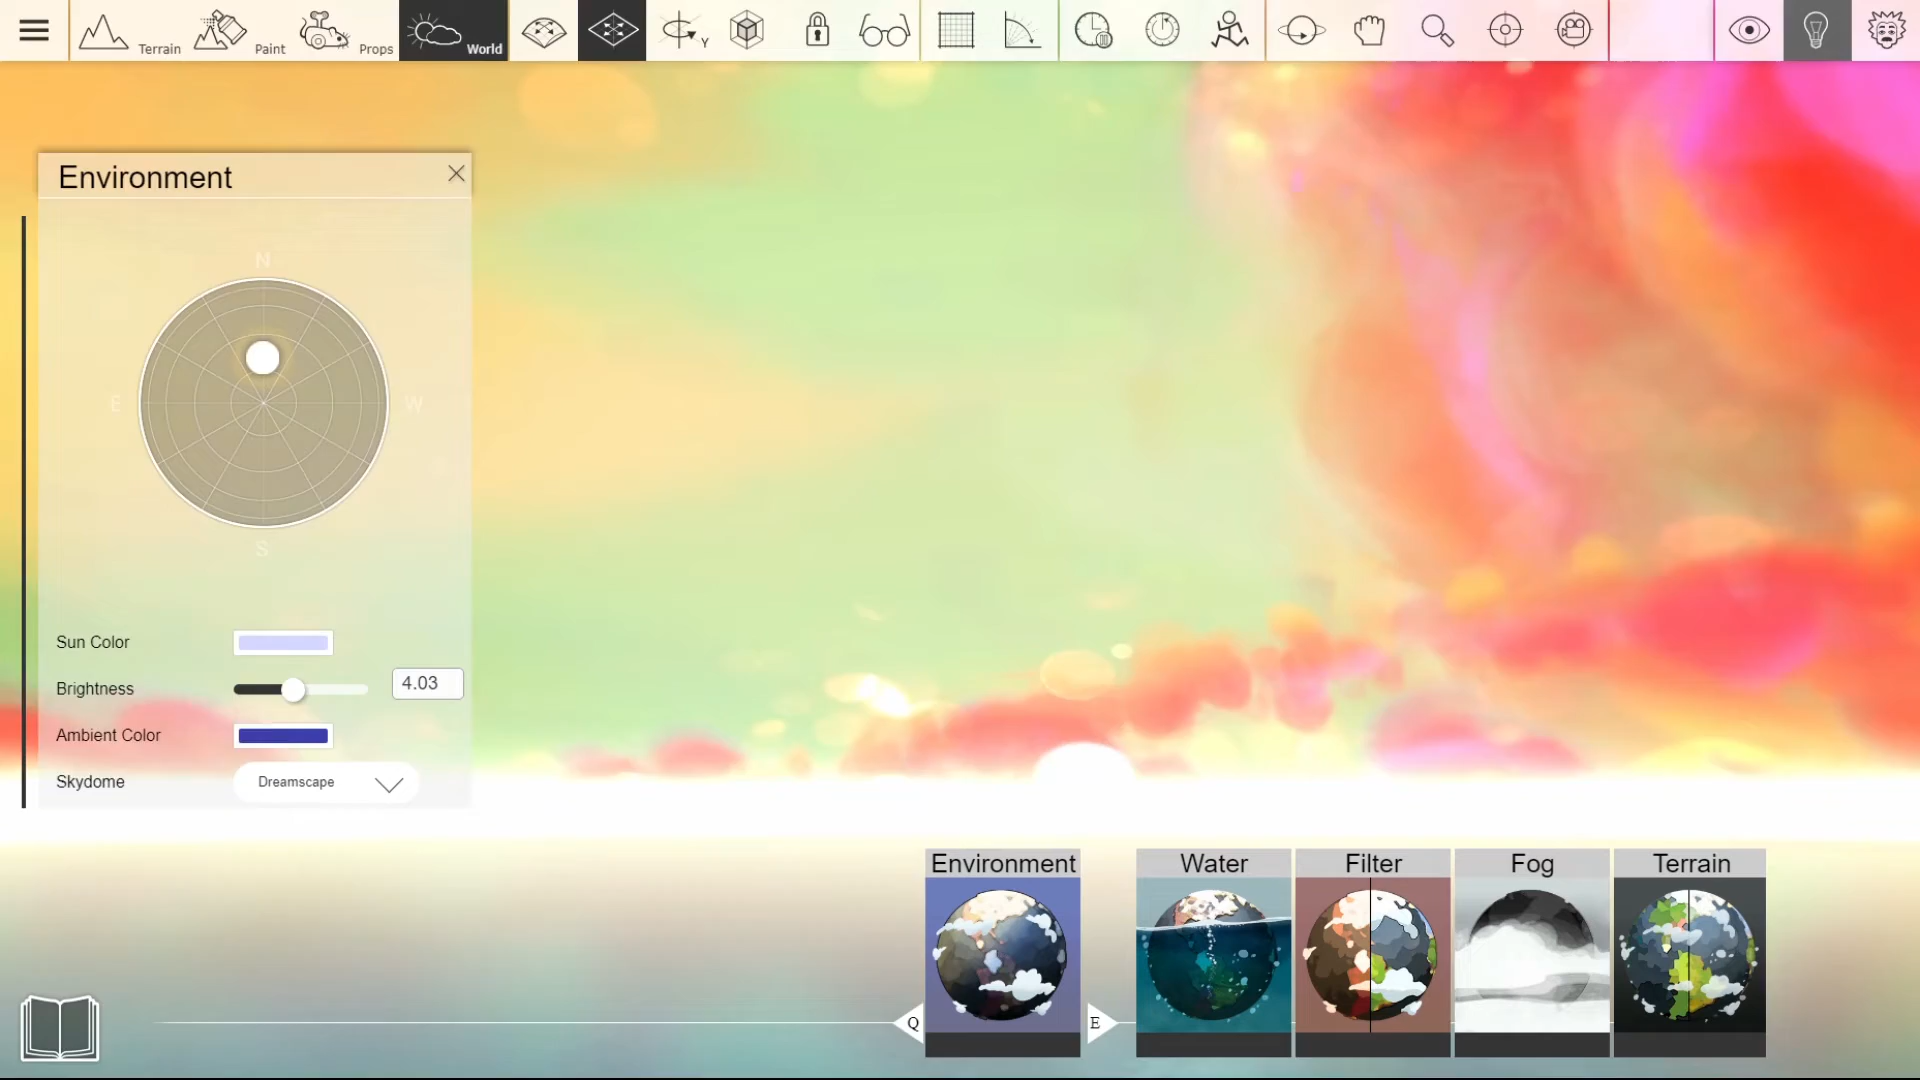 Terrain
Paint
Props
World
Y
Environment
N
E
W
S
Sun Color
Brightness
4.03
Ambient Color
Skydome
Dreamscape
Environment
Water
Filter
Fog
Terrain
Q
E